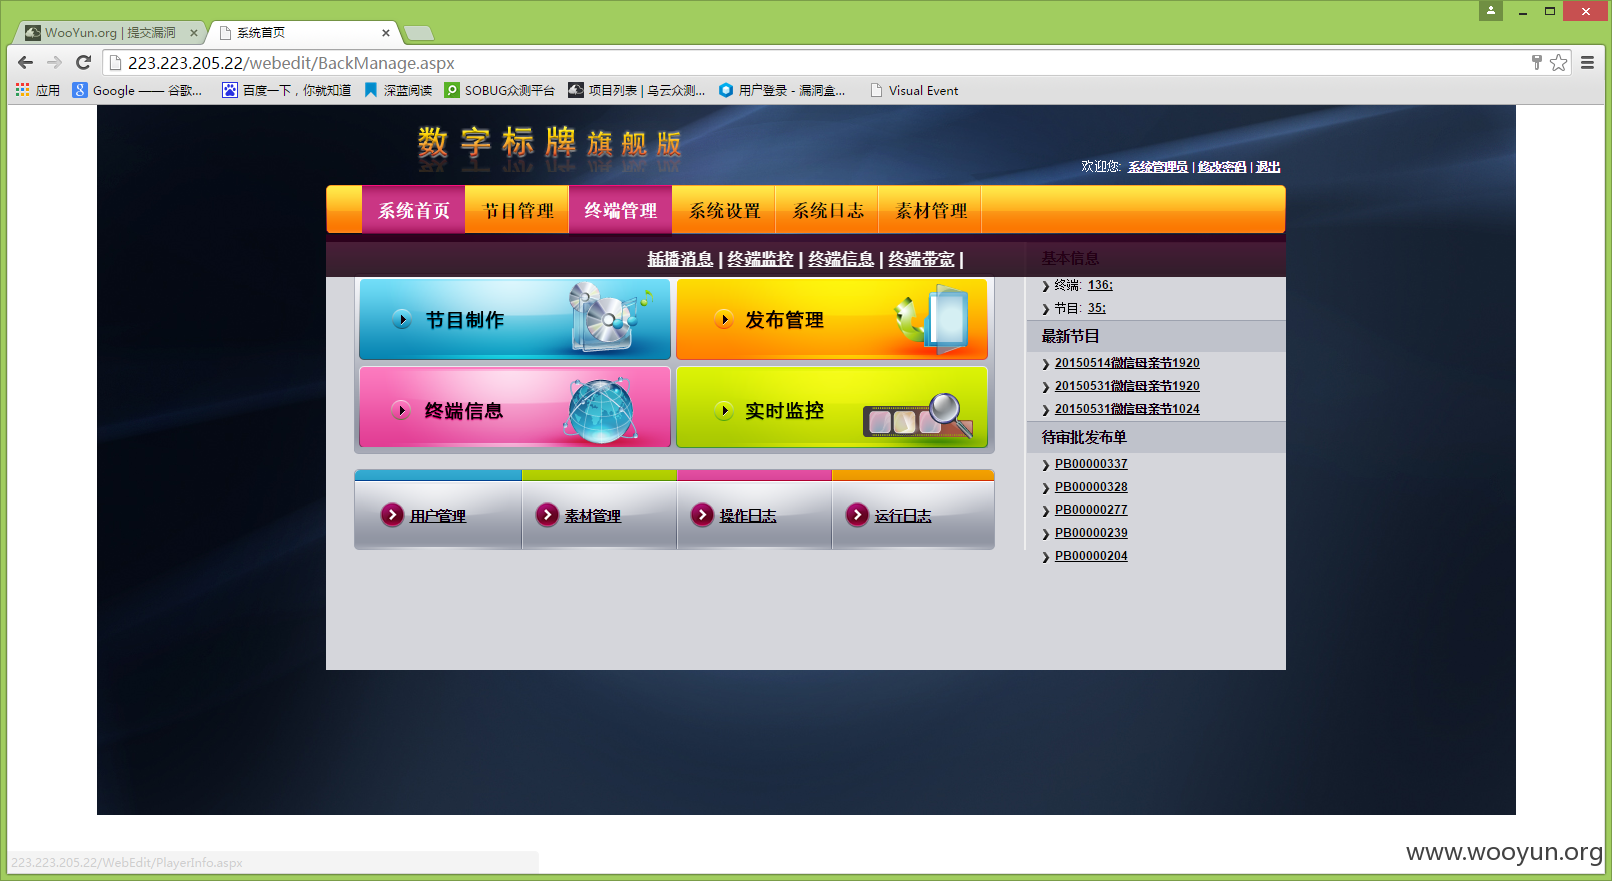 WooYun.org | 提交漏洞
系统首页
223.223.205.22/webedit/BackManage.aspx
应用 Google —— 谷歌... 百度一下，你就知道 深蓝阅读 SOBUG众测平台 项目列表 | 乌云众测... 用户登录 - 漏洞盒... Visual Event
数字标牌旗舰版
欢迎您: 系统管理员 | 修改密码 | 退出
系统首页 节目管理 终端管理 系统设置 系统日志 素材管理
插播消息 | 终端监控 | 终端信息 | 终端带宽 |
节目制作
发布管理
终端信息
实时监控
用户管理
素材管理
操作日志
运行日志
基本信息
终端: 136;
节目: 35;
最新节目
20150514微信母亲节1920
20150531微信母亲节1920
20150531微信母亲节1024
待审批发布单
PB00000337
PB00000328
PB00000277
PB00000239
PB00000204
223.223.205.22/WebEdit/PlayerInfo.aspx
www.wooyun.org